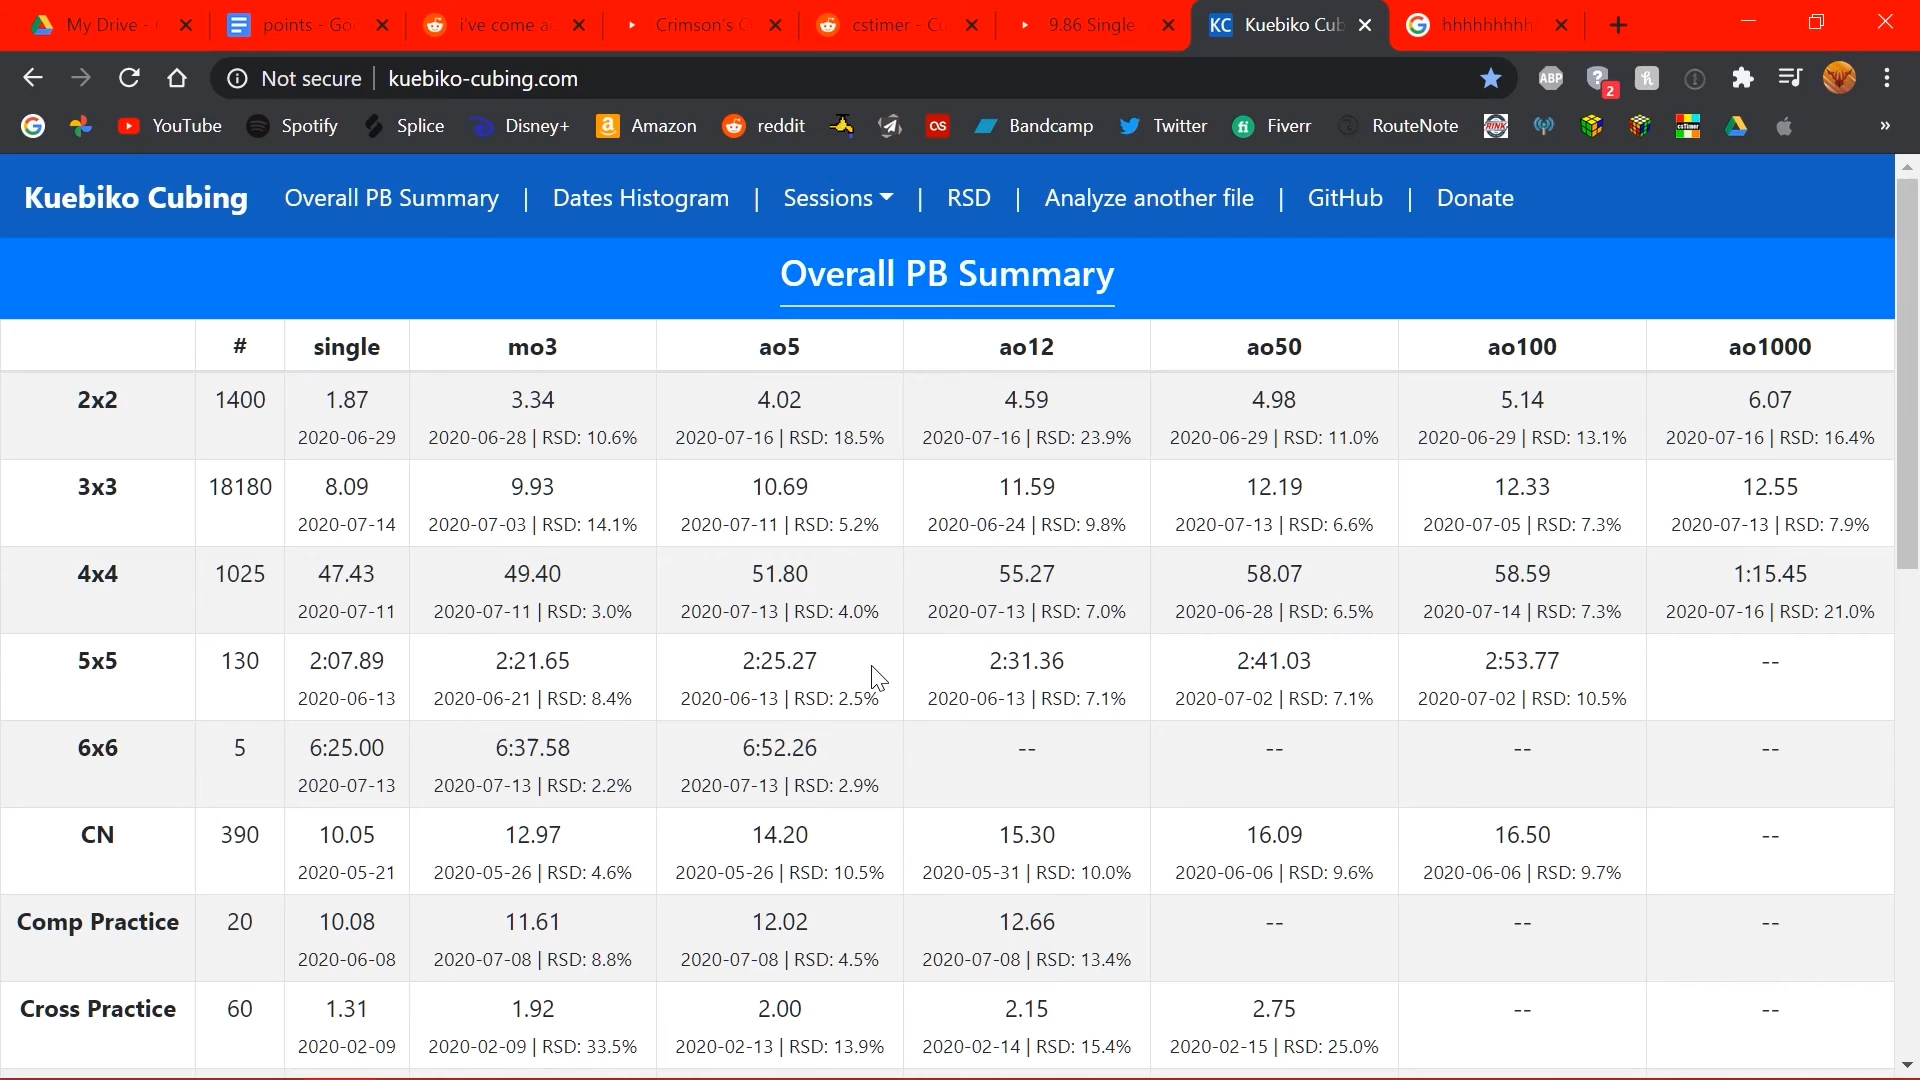 My Drive -
points - Go
i've come ac
Crimson's C
cstimer - Cu
9.86 Single
KC Kuebiko Cub
hhhhhhhhh
Not secure | kuebiko-cubing.com
ABP
2
YouTube Spotify Splice Disney+ Amazon reddit Bandcamp Twitter Fiverr RouteNote »
Kuebiko Cubing Overall PB Summary | Dates Histogram | Sessions | RSD | Analyze another file | GitHub | Donate
Overall PB Summary
# single mo3 ao5 ao12 ao50 ao100 ao1000
2x2 1400 1.87 3.34 4.02 4.59 4.98 5.14 6.07
2020-06-29 2020-06-28 | RSD: 10.6% 2020-07-16 | RSD: 18.5% 2020-07-16 | RSD: 23.9% 2020-06-29 | RSD: 11.0% 2020-06-29 | RSD: 13.1% 2020-07-16 | RSD: 16.4%
3x3 18180 8.09 9.93 10.69 11.59 12.19 12.33 12.55
2020-07-14 2020-07-03 | RSD: 14.1% 2020-07-11 | RSD: 5.2% 2020-06-24 | RSD: 9.8% 2020-07-13 | RSD: 6.6% 2020-07-05 | RSD: 7.3% 2020-07-13 | RSD: 7.9%
4x4 1025 47.43 49.40 51.80 55.27 58.07 58.59 1:15.45
2020-07-11 2020-07-11 | RSD: 3.0% 2020-07-13 | RSD: 4.0% 2020-07-13 | RSD: 7.0% 2020-06-28 | RSD: 6.5% 2020-07-14 | RSD: 7.3% 2020-07-16 | RSD: 21.0%
5x5 130 2:07.89 2:21.65 2:25.27 2:31.36 2:41.03 2:53.77 --
2020-06-13 2020-06-21 | RSD: 8.4% 2020-06-13 | RSD: 2.5% 2020-06-13 | RSD: 7.1% 2020-07-02 | RSD: 7.1% 2020-07-02 | RSD: 10.5%
6x6 5 6:25.00 6:37.58 6:52.26 -- -- -- --
2020-07-13 2020-07-13 | RSD: 2.2% 2020-07-13 | RSD: 2.9%
CN 390 10.05 12.97 14.20 15.30 16.09 16.50 --
2020-05-21 2020-05-26 | RSD: 4.6% 2020-05-26 | RSD: 10.5% 2020-05-31 | RSD: 10.0% 2020-06-06 | RSD: 9.6% 2020-06-06 | RSD: 9.7%
Comp Practice 20 10.08 11.61 12.02 12.66 -- -- --
2020-06-08 2020-07-08 | RSD: 8.8% 2020-07-08 | RSD: 4.5% 2020-07-08 | RSD: 13.4%
Cross Practice 60 1.31 1.92 2.00 2.15 2.75 -- --
2020-02-09 2020-02-09 | RSD: 33.5% 2020-02-13 | RSD: 13.9% 2020-02-14 | RSD: 15.4% 2020-02-15 | RSD: 25.0%